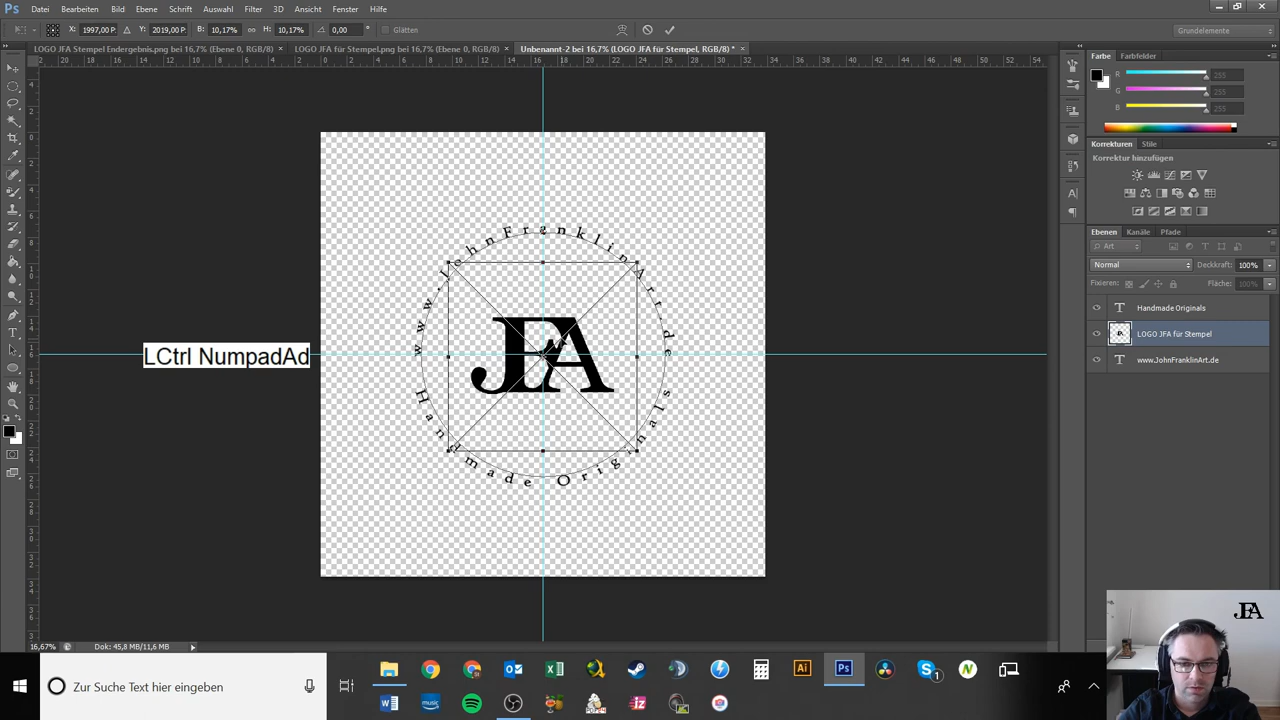 Ps Datei Bearbeiten Bild Ebene Schrift Auswahl Filter 3D Ansicht Fenster Hilfe
X: 1997,00 P Y: 2019,00 P B: 10,17% H: 10,17% 0,00 ° Glätten Grundelemente
LOGO JFA Stempel Endergebnis.png bei 16,7% (Ebene 0, RGB/8) × LOGO JFA für Stempel.png bei 16,7% (Ebene 0, RGB/8) × Unbenannt-2 bei 16,7% (LOGO JFA für Stempel, RGB/8) * ×
Farbe Farbfelder
R 255
G 255
B 255
Korrekturen Stile
Korrektur hinzufügen
Ebenen Kanäle Pfade
Art
Normal Deckkraft: 100%
Fixieren: Fläche: 100%
Handmade Originals
LOGO JFA für Stempel
www.JohnFranklinArt.de
www.JohnFranklinArt.de
JFA
Handmade Originals
LCtrl NumpadAd
16,67% Dok: 45,8 MB/11,6 MB
JFA
Zur Suche Text hier eingeben